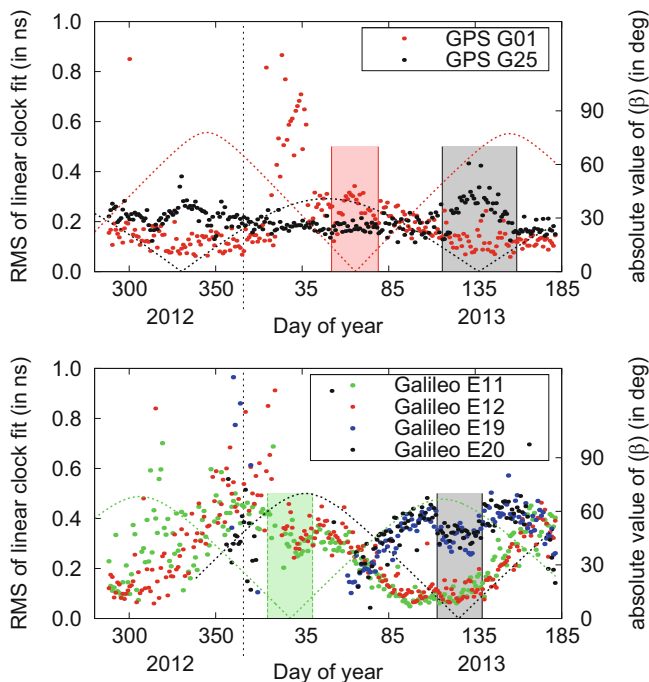 RMS of linear clock fit (in ns)
1.0
0.8
0.6
0.4
0.2
0.0
GPS G01
GPS G25
90
60
30
0
absolute value of (β) (in deg)
300 350 35 85 135 185
2012 Day of year 2013
RMS of linear clock fit (in ns)
1.0
0.8
0.6
0.4
0.2
0.0
Galileo E11
Galileo E12
Galileo E19
Galileo E20
90
60
30
0
absolute value of (β) (in deg)
300 350 35 85 135 185
2012 Day of year 2013